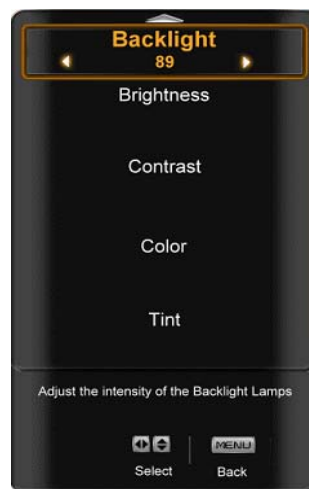 Backlight
89
Brightness
Contrast
Color
Tint
Adjust the intensity of the Backlight Lamps
MENU
Select Back